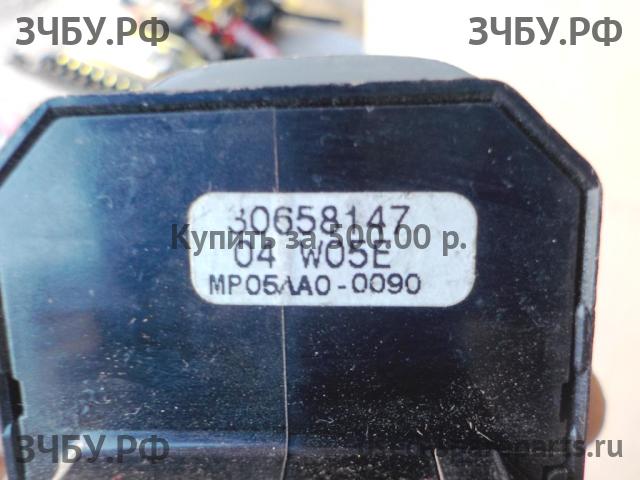 ЗЧБУ.РФ ЗЧБУ.РФ
30658147
Купить за 500.00 р.
04 W05E
MP05AA0-0090
ЗЧБУ.РФ